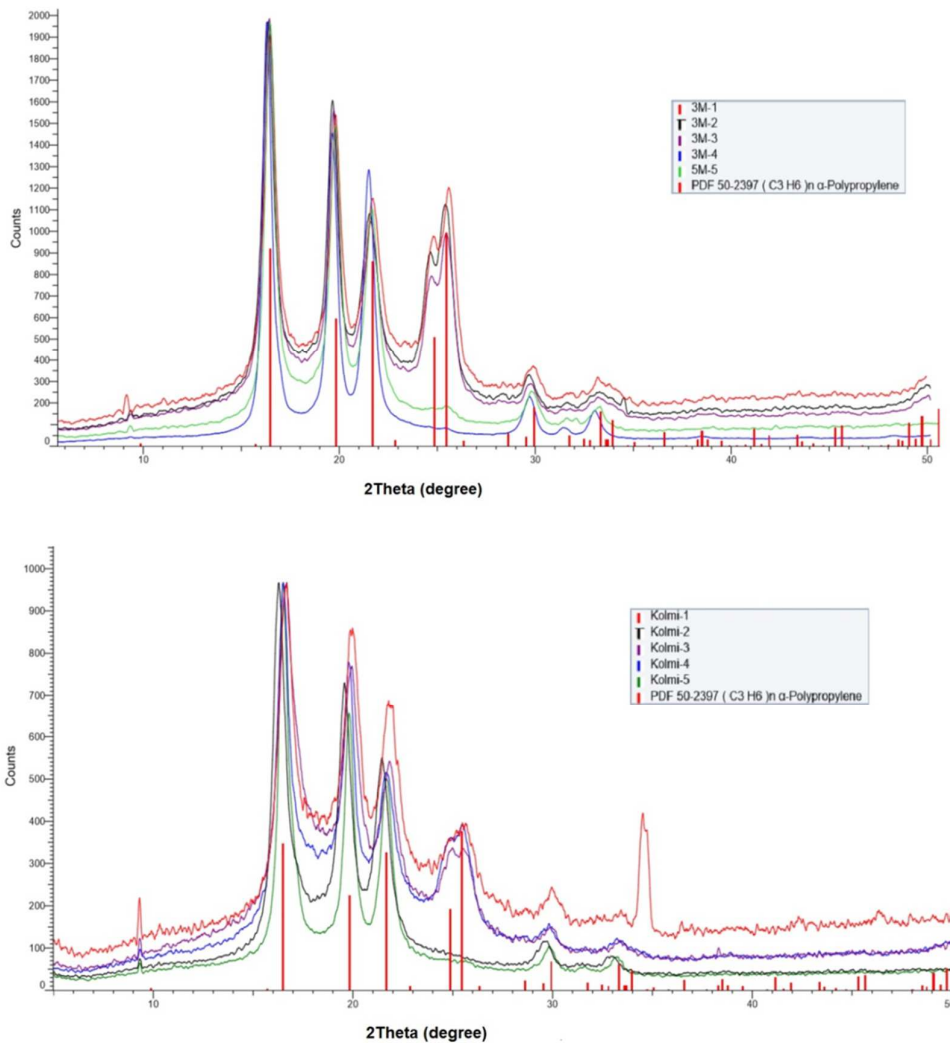 2000
1900
1800
1700
1600
1500
1400
1300
1200
1100
1000
900
800
700
600
500
400
300
200
0
Counts
3M-1
3M-2
3M-3
3M-4
5M-5
PDF 50-2397 ( C3 H6 )n α-Polypropylene
10 20 30 40 50
2Theta (degree)
1000
900
800
700
600
500
400
300
200
100
0
Counts
Kolmi-1
Kolmi-2
Kolmi-3
Kolmi-4
Kolmi-5
PDF 50-2397 ( C3 H6 )n α-Polypropylene
10 20 30 40
2Theta (degree)